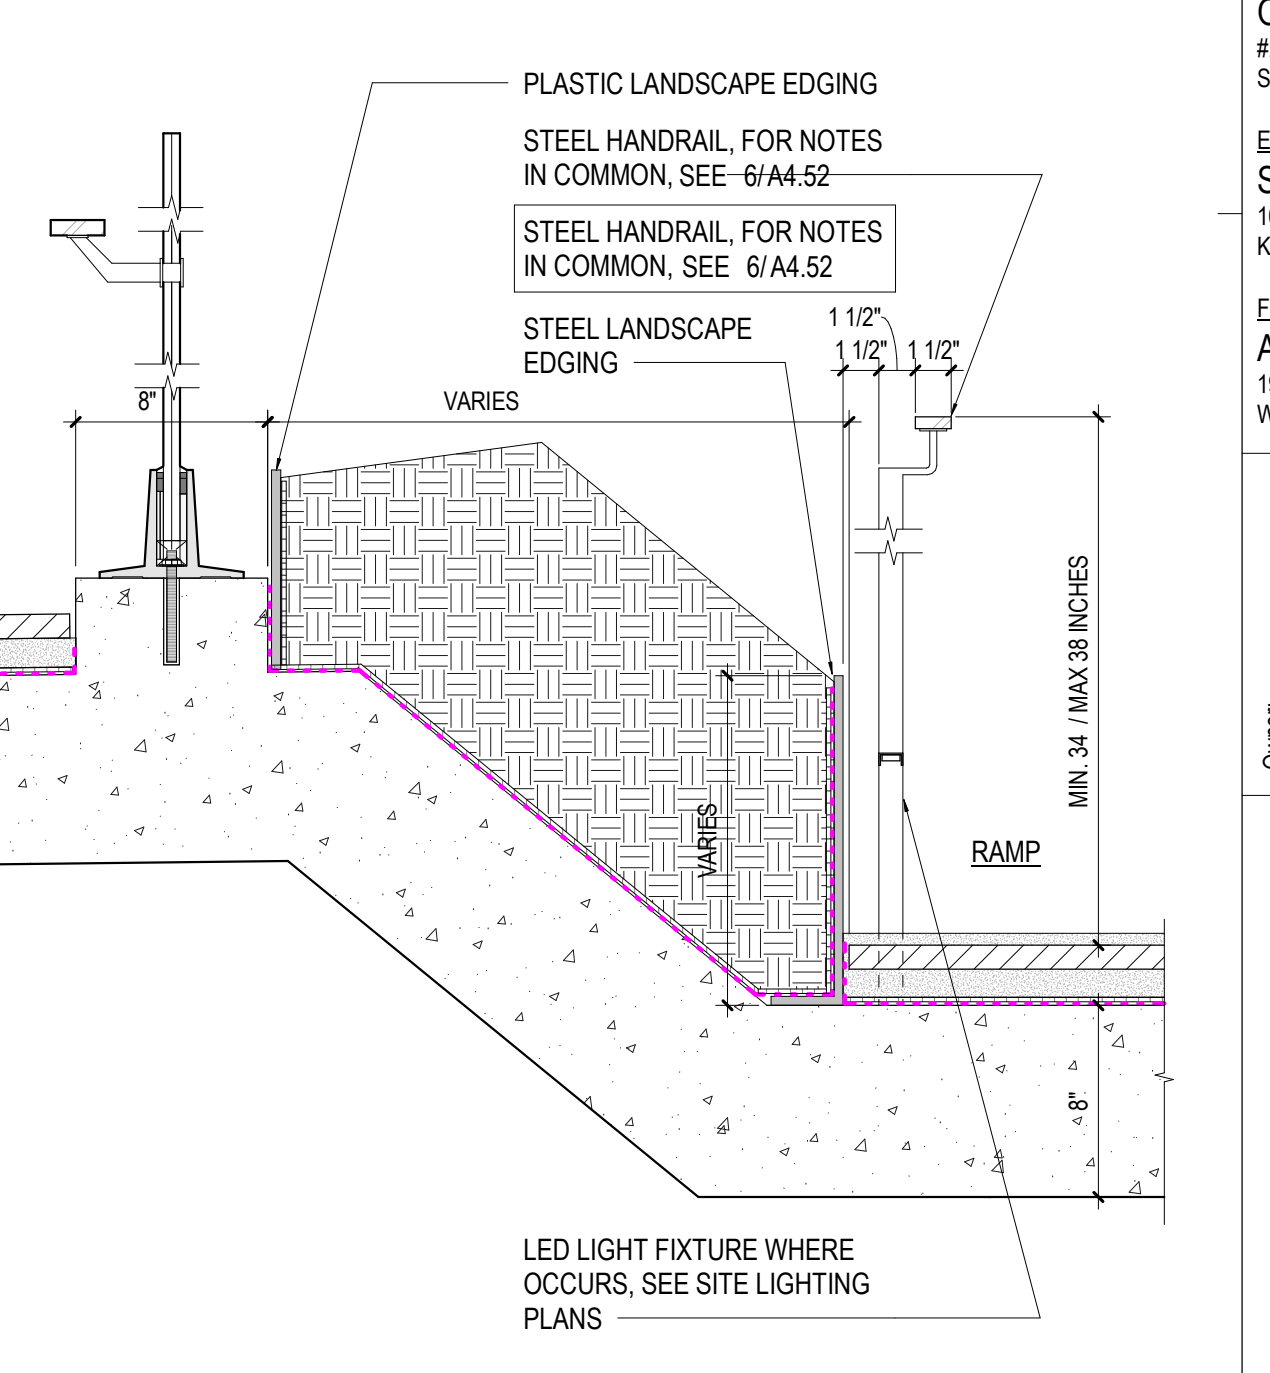 PLASTIC LANDSCAPE EDGING
STEEL HANDRAIL, FOR NOTES
IN COMMON, SEE 6/A4.52
STEEL HANDRAIL, FOR NOTES
IN COMMON, SEE 6/A4.52
STEEL LANDSCAPE
EDGING
1 1/2"
1 1/2"
1 1/2"
8"
VARIES
VARIES
MIN. 34 / MAX 38 INCHES
RAMP
8"
LED LIGHT FIXTURE WHERE
OCCURS, SEE SITE LIGHTING
PLANS